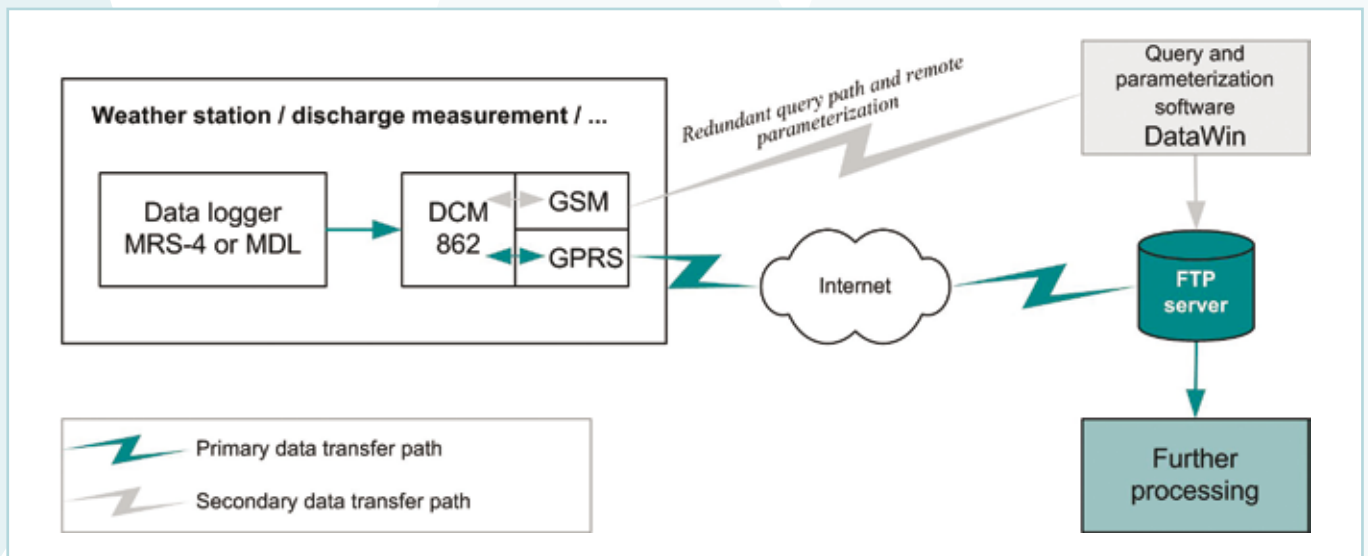 Weather station / discharge measurement / ...
Data logger
MRS-4 or MDL
DCM
862
GSM
GPRS
Redundant query path and remote
parameterization
Query and
parameterization
software
DataWin
Internet
FTP
server
Further
processing
Primary data transfer path
Secondary data transfer path